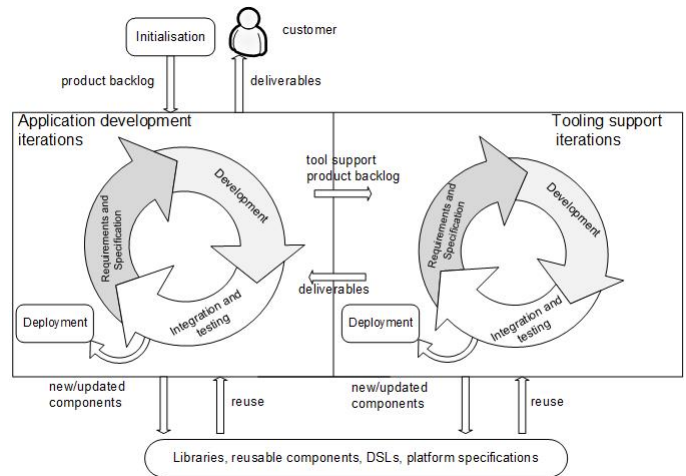 Initialisation
customer
product backlog
deliverables
Application development
iterations
Tooling support
iterations
Requirements and
Specification
Development
Integration and
testing
Deployment
tool support
product backlog
deliverables
Requirements and
Specification
Development
Integration and
testing
Deployment
new/updated
components
reuse
new/updated
components
reuse
Libraries, reusable components, DSLs, platform specifications